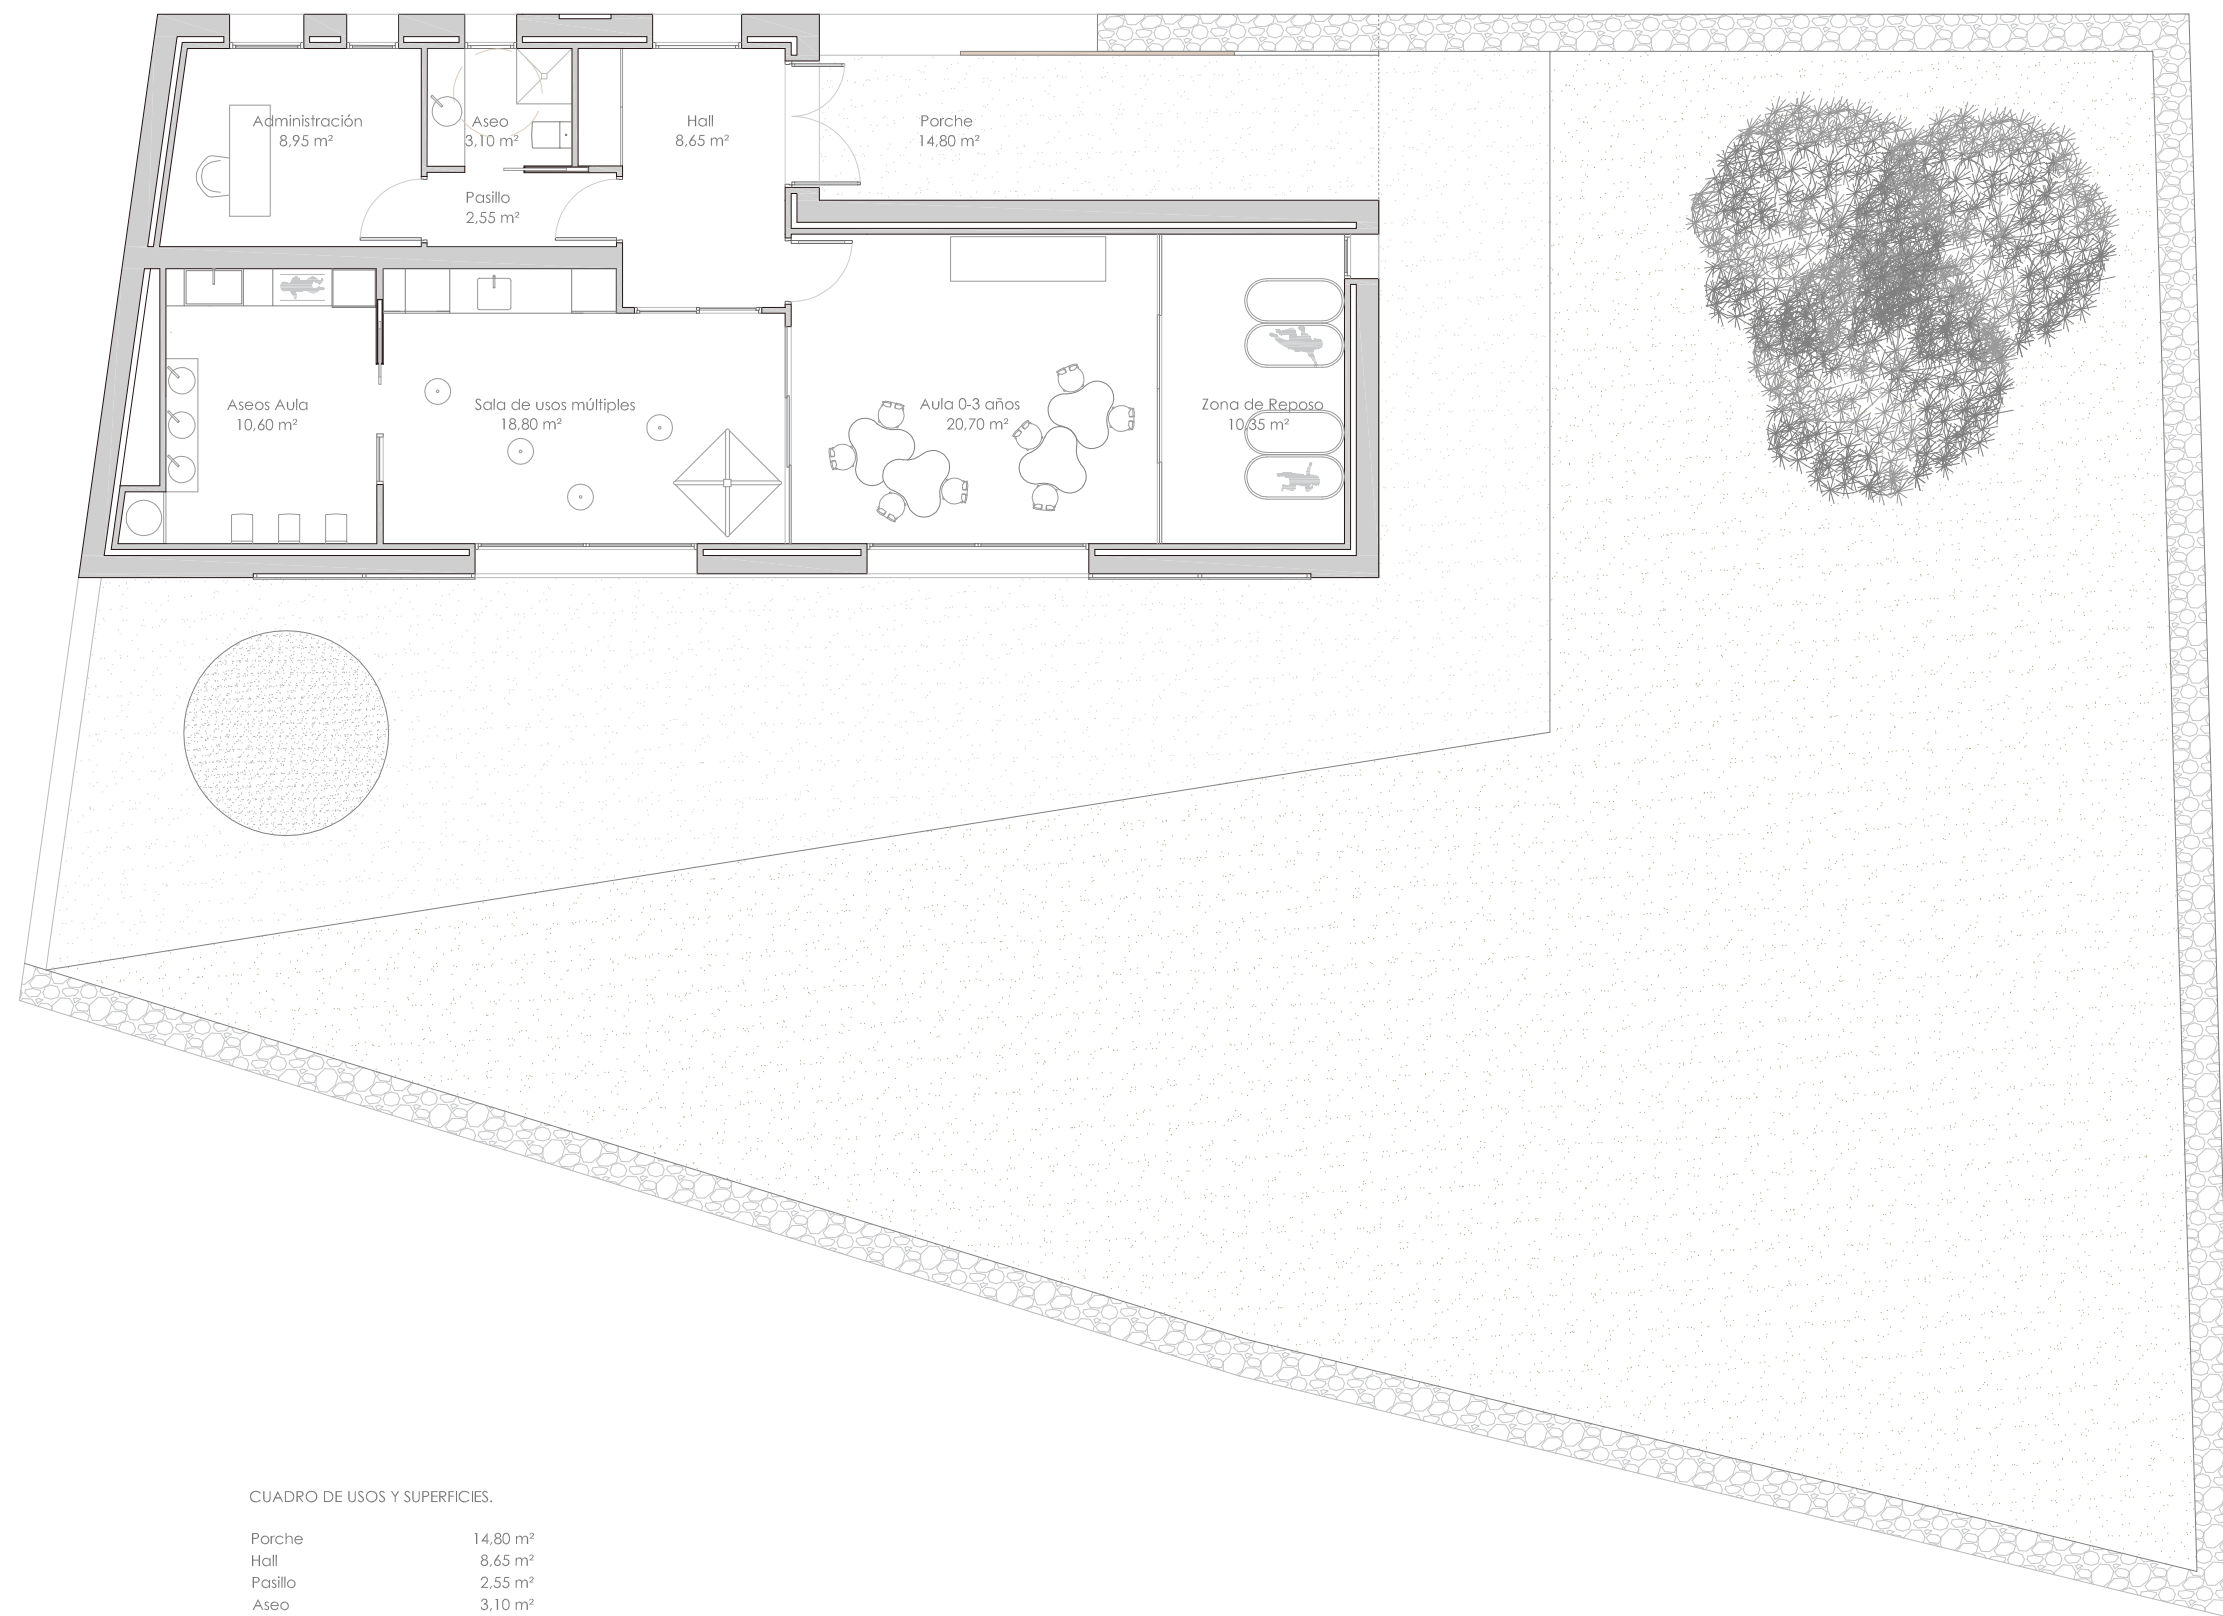 Administración
8,95 m²
Aseo
3,10 m²
Hall
8,65 m²
Porche
14,80 m²
Pasillo
2,55 m²
Aseos Aula
10,60 m²
Sala de usos múltiples
18,80 m²
Aula 0-3 años
20,70 m²
Zona de Reposo
10,35 m²
CUADRO DE USOS Y SUPERFICIES.
Porche 14,80 m²
Hall 8,65 m²
Pasillo 2,55 m²
Aseo 3,10 m²